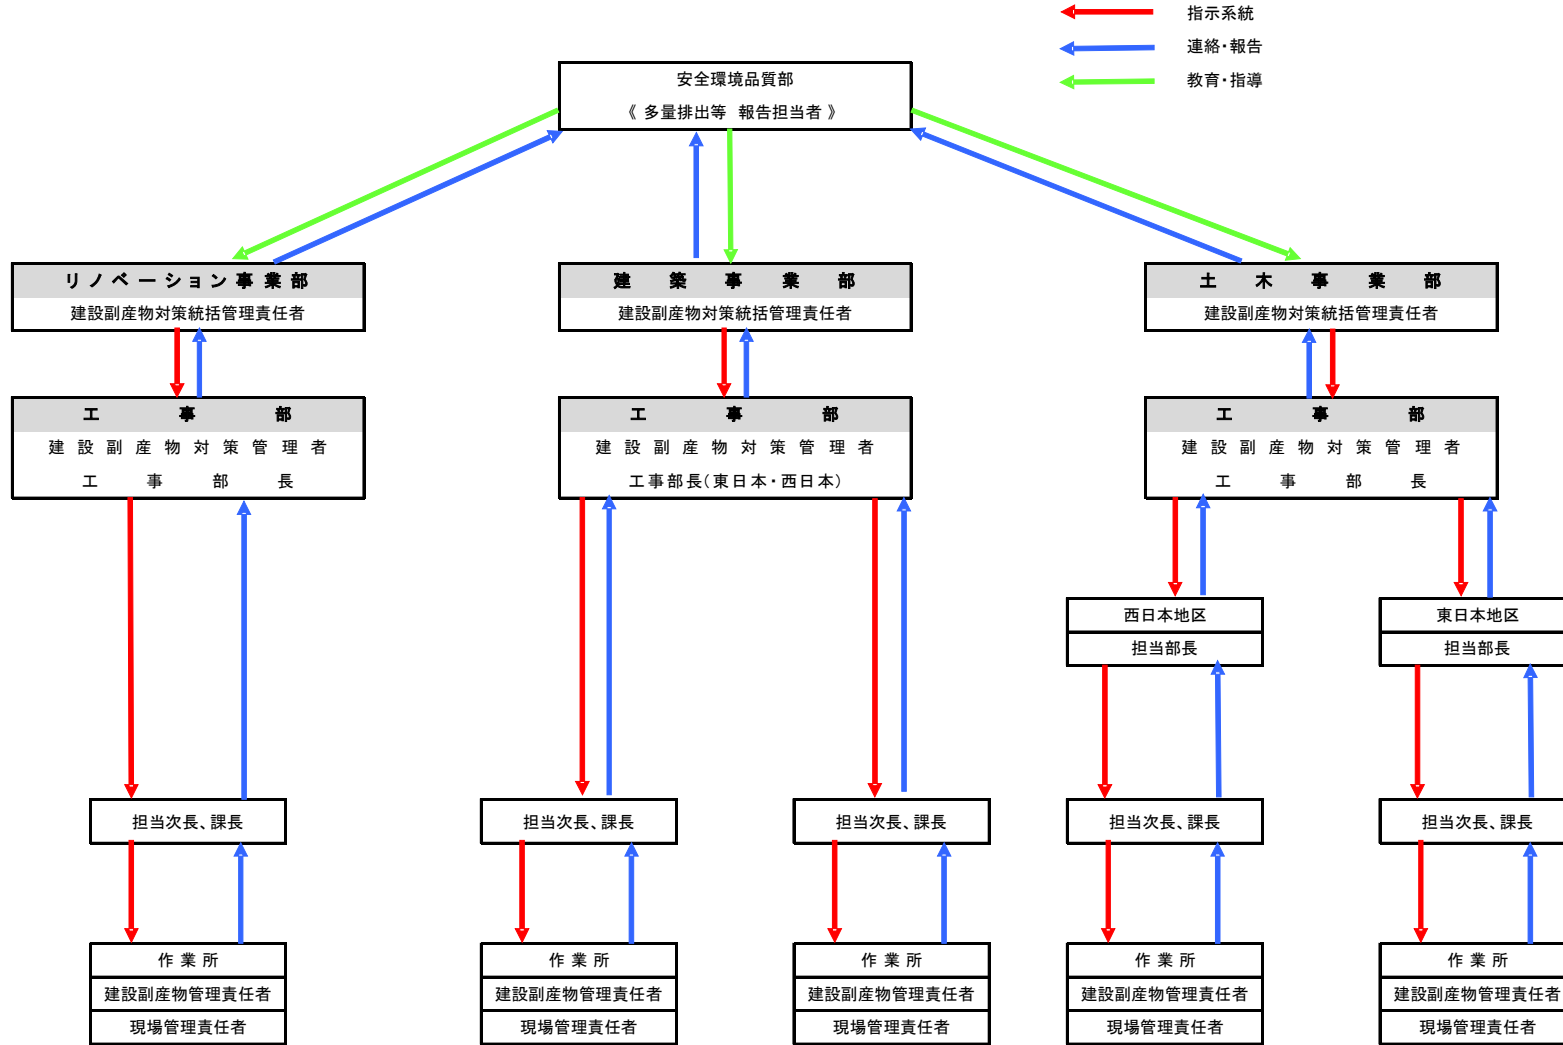 指示系統
連絡・報告
教育・指導
安全環境品質部
《 多量排出等 報告担当者 》
リノベーション事業部
建築事業部
土木事業部
建設副産物対策統括管理責任者
建設副産物対策統括管理責任者
建設副産物対策統括管理責任者
工事部
工事部
工事部
建設副産物対策管理者
建設副産物対策管理者
建設副産物対策管理者
工事部長
工事部長(東日本・西日本)
工事部長
西日本地区
東日本地区
担当部長
担当部長
担当次長、課長
担当次長、課長
担当次長、課長
担当次長、課長
担当次長、課長
作業所
作業所
作業所
作業所
作業所
建設副産物管理責任者
建設副産物管理責任者
建設副産物管理責任者
建設副産物管理責任者
建設副産物管理責任者
現場管理責任者
現場管理責任者
現場管理責任者
現場管理責任者
現場管理責任者